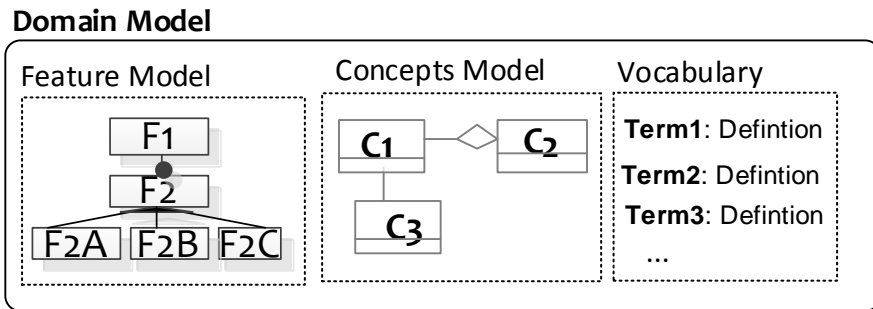 Domain Model
Feature Model
F1
F2
F2A F2B F2C
Concepts Model
C1 C2
C3
Vocabulary
Term1: Defintion
Term2: Defintion
Term3: Defintion
...